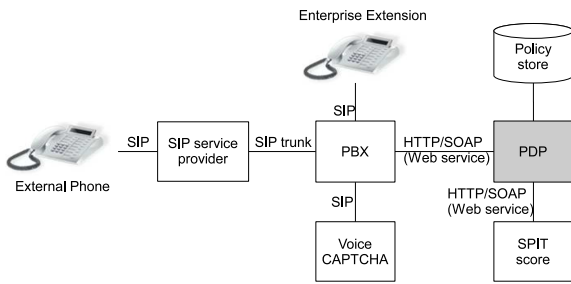 Enterprise Extension
Policy
store
SIP
SIP
SIP service
provider
SIP trunk
PBX
HTTP/SOAP
(Web service)
PDP
External Phone
HTTP/SOAP
(Web service)
SIP
Voice
CAPTCHA
SPIT
score